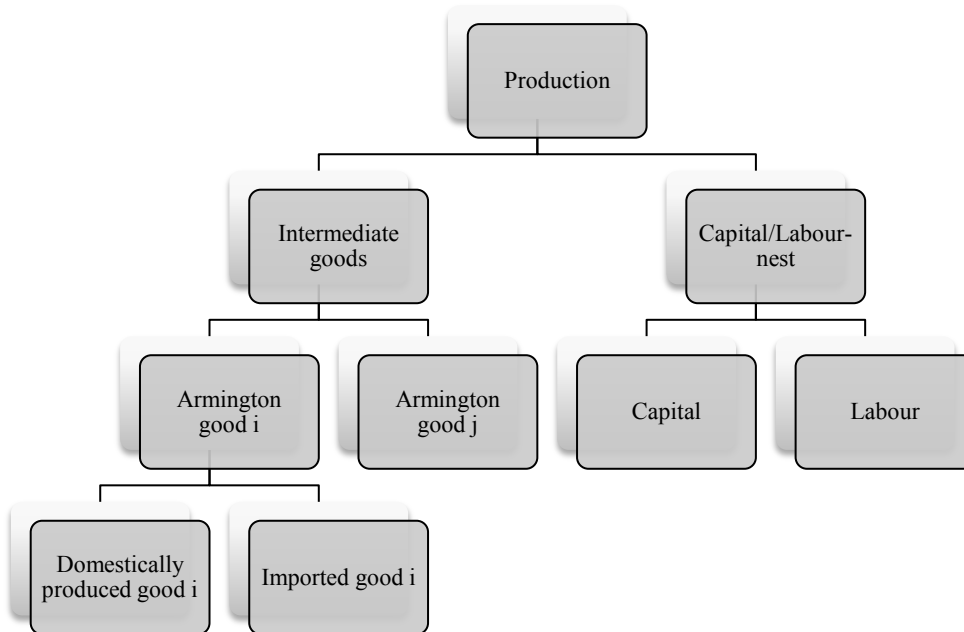 Production
Intermediate
goods
Capital/Labour-
nest
Armington
good i
Armington
good j
Capital
Labour
Domestically
produced good i
Imported good i